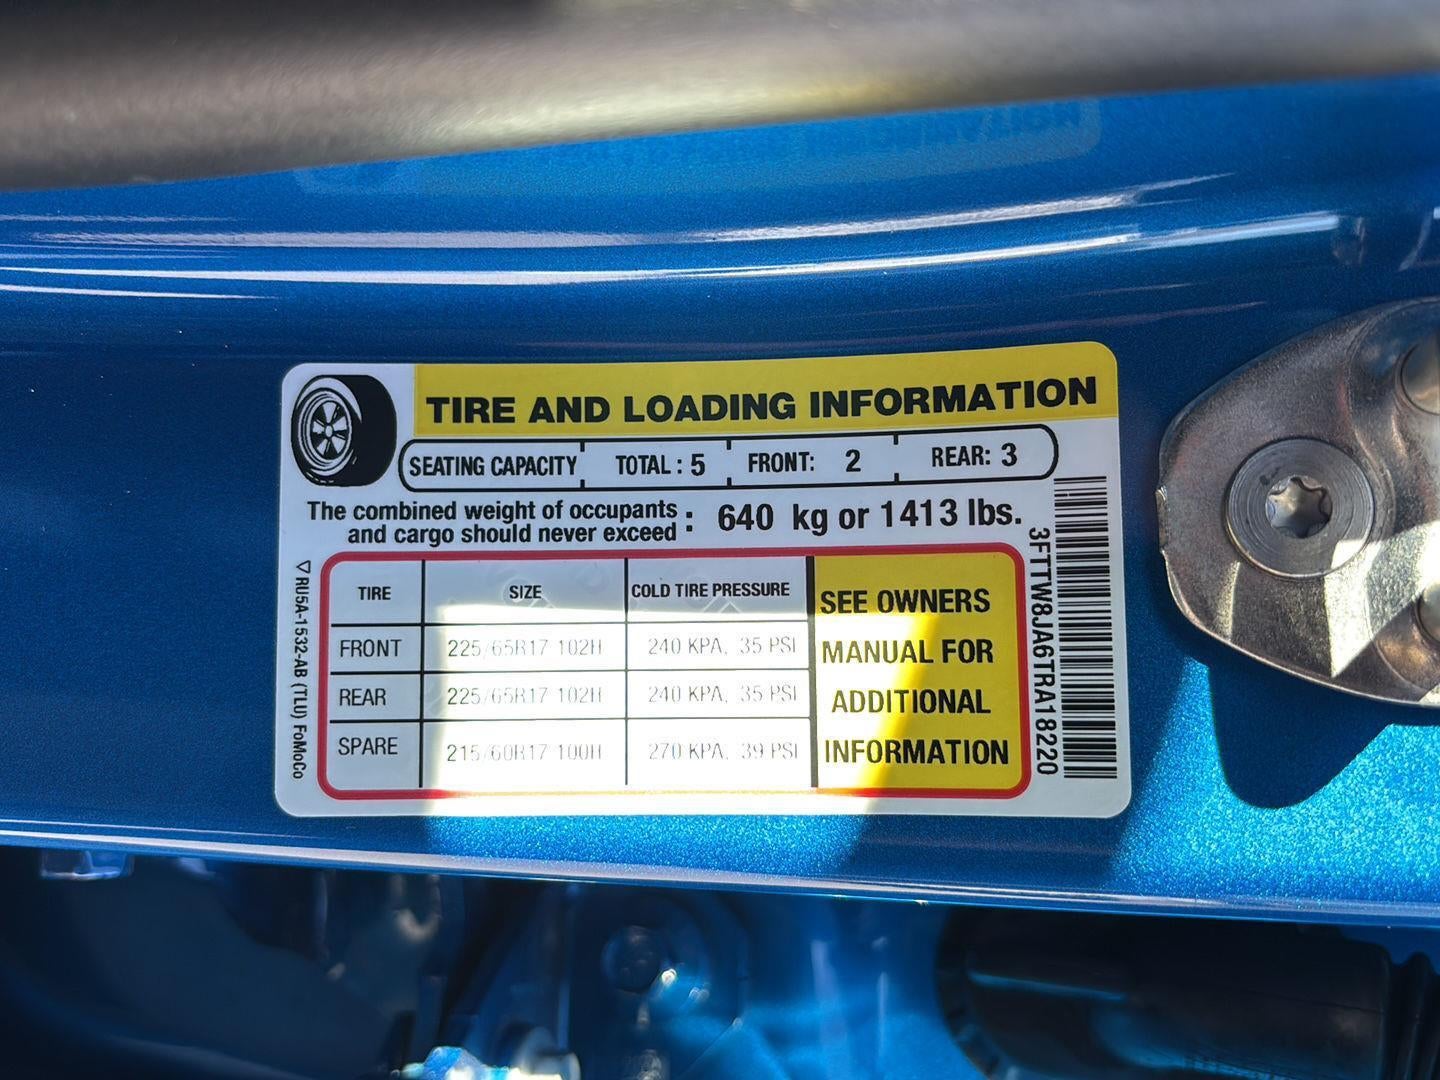 TIRE AND LOADING INFORMATION
SEATING CAPACITY TOTAL : 5 FRONT: 2 REAR: 3
The combined weight of occupants
and cargo should never exceed : 640 kg or 1413 lbs.
TIRE SIZE COLD TIRE PRESSURE
FRONT 225/65R17 102H 240 KPA, 35 PSI
REAR 225/65R17 102H 240 KPA, 35 PSI
SPARE 215/60R17 100H 270 KPA, 39 PSI
SEE OWNERS
MANUAL FOR
ADDITIONAL
INFORMATION
RU5A-1532-AB (TLU) FoMoCo
3FTTW8JA6TRA18220